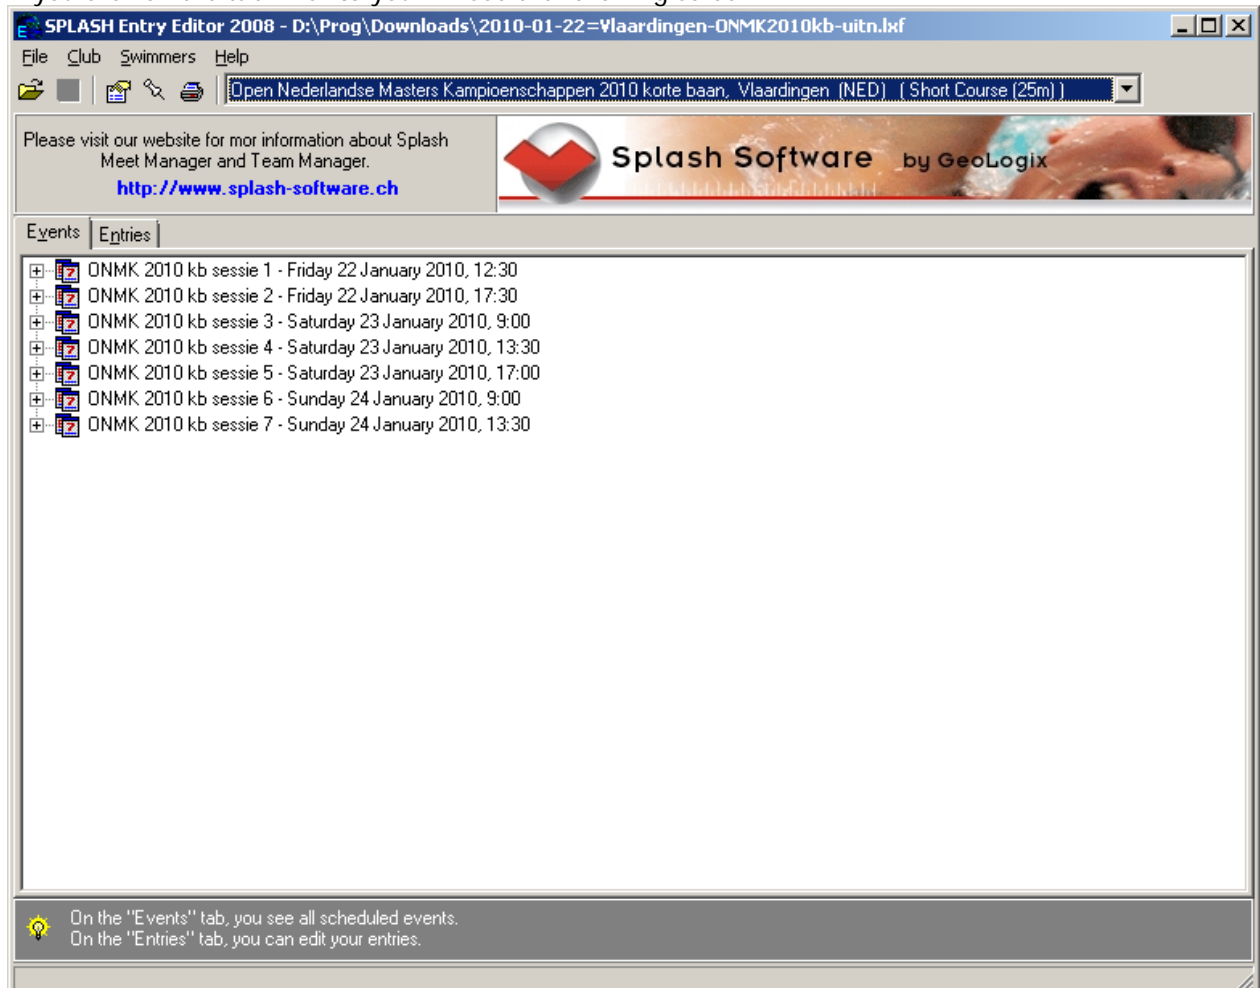 SPLASH Entry Editor 2008 - D:\Prog\Downloads\2010-01-22=Vlaardingen-ONMK2010kb-uitn.lxf
File Club Swimmers Help
Open Nederlandse Masters Kampioenschappen 2010 korte baan, Vlaardingen (NED) ( Short Course (25m) )
Please visit our website for mor information about Splash
Meet Manager and Team Manager.
http://www.splash-software.ch
Splash Software by GeoLogix
Events Entries
ONMK 2010 kb sessie 1 - Friday 22 January 2010, 12:30
ONMK 2010 kb sessie 2 - Friday 22 January 2010, 17:30
ONMK 2010 kb sessie 3 - Saturday 23 January 2010, 9:00
ONMK 2010 kb sessie 4 - Saturday 23 January 2010, 13:30
ONMK 2010 kb sessie 5 - Saturday 23 January 2010, 17:00
ONMK 2010 kb sessie 6 - Sunday 24 January 2010, 9:00
ONMK 2010 kb sessie 7 - Sunday 24 January 2010, 13:30
On the "Events" tab, you see all scheduled events.
On the "Entries" tab, you can edit your entries.